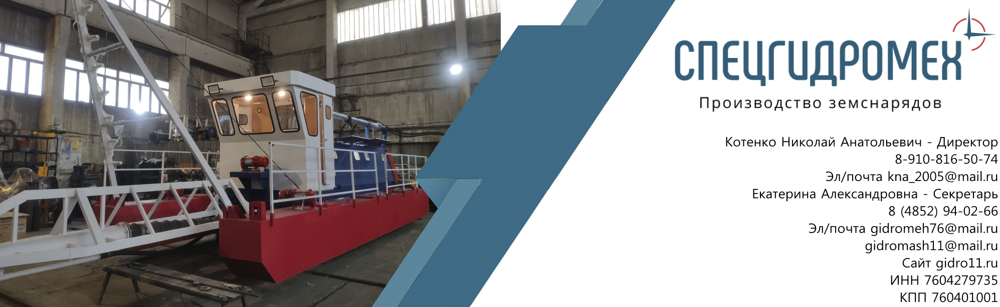 СПЕЦГИДРОМЕХ
Производство земснарядов
Котенко Николай Анатольевич - Директор
8-910-816-50-74
Эл/почта kna_2005@mail.ru
Екатерина Александровна - Секретарь
8 (4852) 94-02-66
Эл/почта gidromeh76@mail.ru
gidromash11@mail.ru
Сайт gidro11.ru
ИНН 7604279735
КПП 760401001